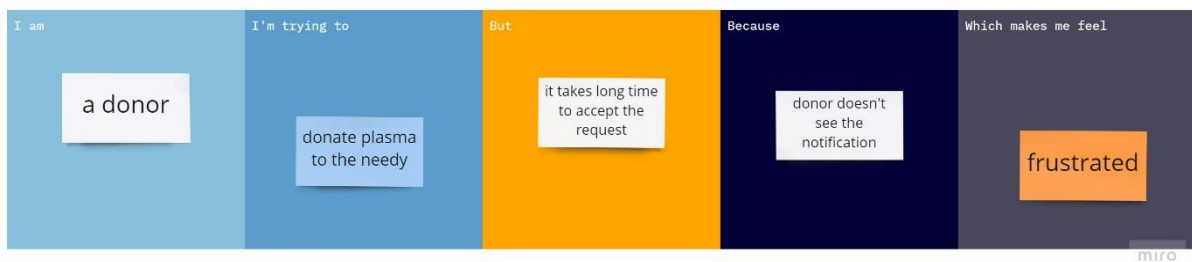 I am
a donor
I'm trying to
donate plasma
to the needy
But
it takes long time
to accept the
request
Because
donor doesn't
see the
notification
Which makes me feel
frustrated
miro